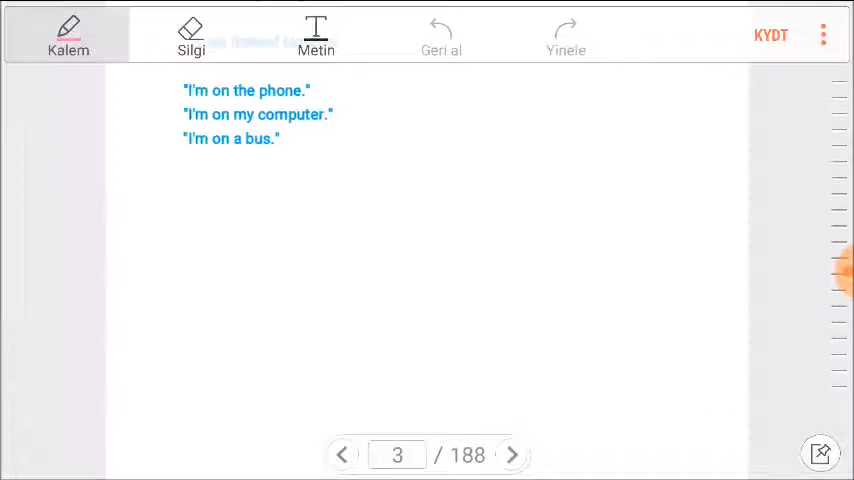 Kalem
Silgi
Metin
Geri al
Yinele
KYDT
"I'm on the phone."
"I'm on my computer."
"I'm on a bus."
3 / 188